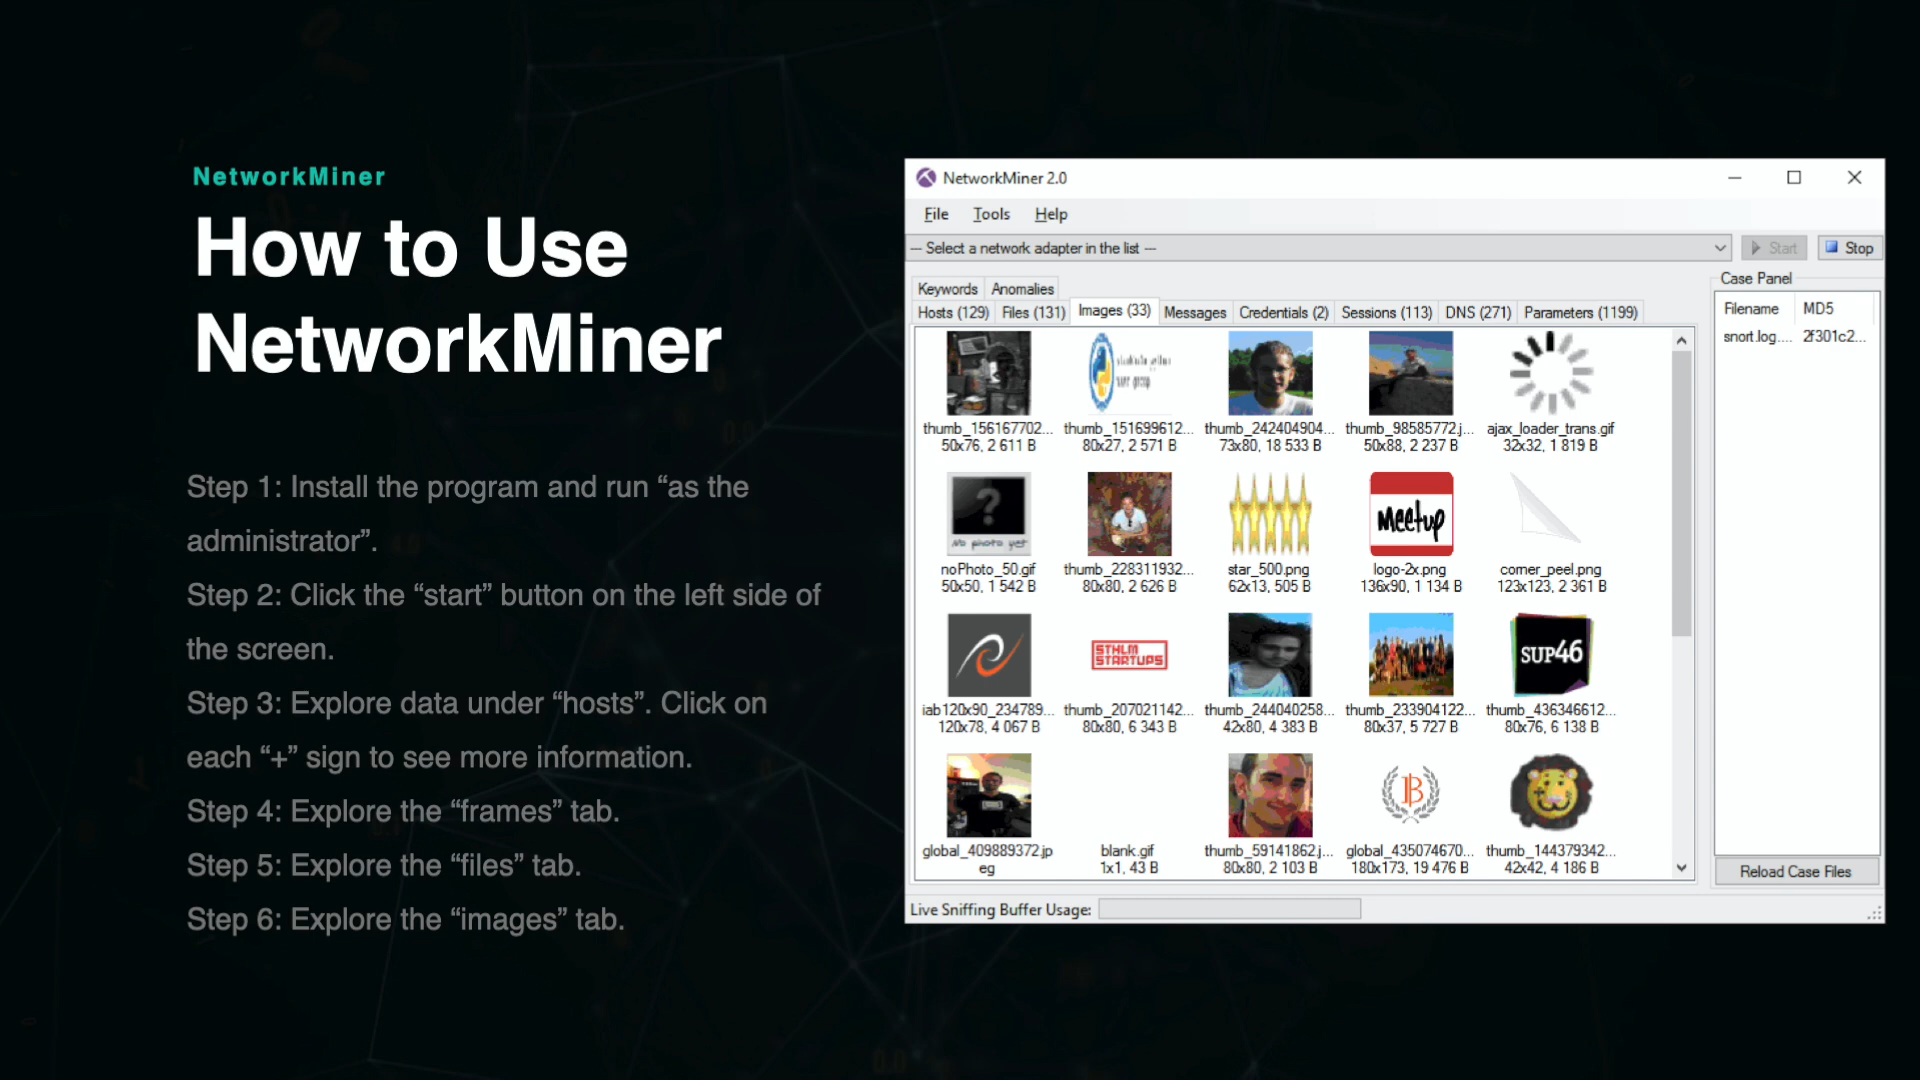 NetworkMiner
How to Use
NetworkMiner
Step 1: Install the program and run “as the
administrator”.
Step 2: Click the “start” button on the left side of
the screen.
Step 3: Explore data under “hosts”. Click on
each “+” sign to see more information.
Step 4: Explore the “frames” tab.
Step 5: Explore the “files” tab.
Step 6: Explore the “images” tab.
NetworkMiner 2.0
File Tools Help
--- Select a network adapter in the list ---
Start Stop
Keywords Anomalies
Hosts (129) Files (131) Images (33) Messages Credentials (2) Sessions (113) DNS (271) Parameters (1199)
thumb_156167702... thumb_151699612... thumb_242404904... thumb_98585772.j... ajax_loader_trans.gif
50x76, 2 611 B 80x27, 2 571 B 73x80, 18 533 B 50x88, 2 237 B 32x32, 1 819 B
No photo yet
Meetup
noPhoto_50.gif thumb_228311932... star_500.png logo-2x.png corner_peel.png
50x50, 1 542 B 80x80, 2 626 B 62x13, 505 B 136x90, 1 134 B 123x123, 2 361 B
STHLM
STARTUPS
SUP46
iab120x90_234789... thumb_207021142... thumb_244040258... thumb_233904122... thumb_436346612...
120x78, 4 067 B 80x80, 6 343 B 42x80, 4 383 B 80x37, 5 727 B 80x76, 6 138 B
B
global_409889372.jp blank.gif thumb_59141862.j... global_435074670... thumb_144379342...
eg 1x1, 43 B 80x80, 2 103 B 180x173, 19 476 B 42x42, 4 186 B
Case Panel
Filename MD5
snort.log.... 2f301c2...
Reload Case Files
Live Sniffing Buffer Usage: